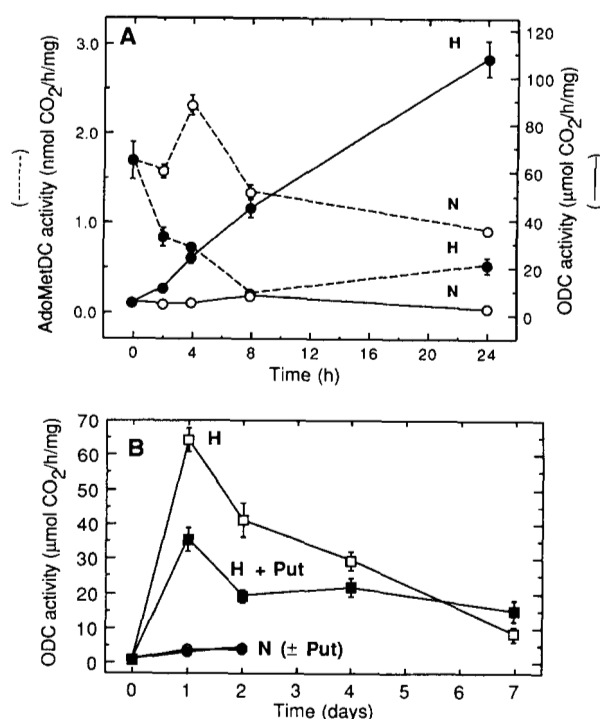 A
AdoMetDC activity (nmol CO2/h/mg)
(-----)
3.0
2.0
1.0
0.0
H
N
H
N
120
100
80
60
40
20
0
ODC activity (μmol CO2/h/mg)
(——)
0 4 8 12 16 20 24
Time (h)
B
ODC activity (μmol CO2/h/mg)
70
60
50
40
30
20
10
0
H
H + Put
N (± Put)
0 1 2 3 4 5 6 7
Time (days)